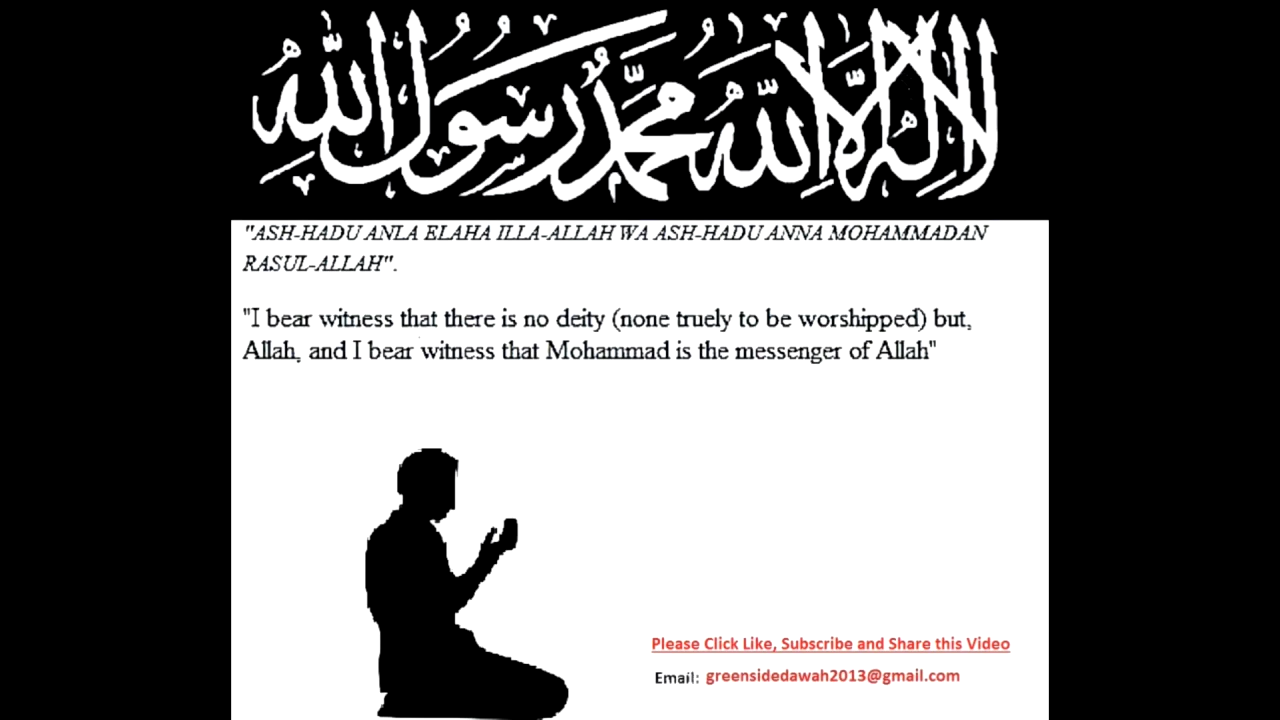 لا إله إلا الله محمد رسول الله
"ASH-HADU ANLA ELAHA ILLA-ALLAH WA ASH-HADU ANNA MOHAMMADAN
RASUL-ALLAH".
"I bear witness that there is no deity (none truely to be worshipped) but,
Allah, and I bear witness that Mohammad is the messenger of Allah"
Please Click Like, Subscribe and Share this Video
Email: greensidedawah2013@gmail.com